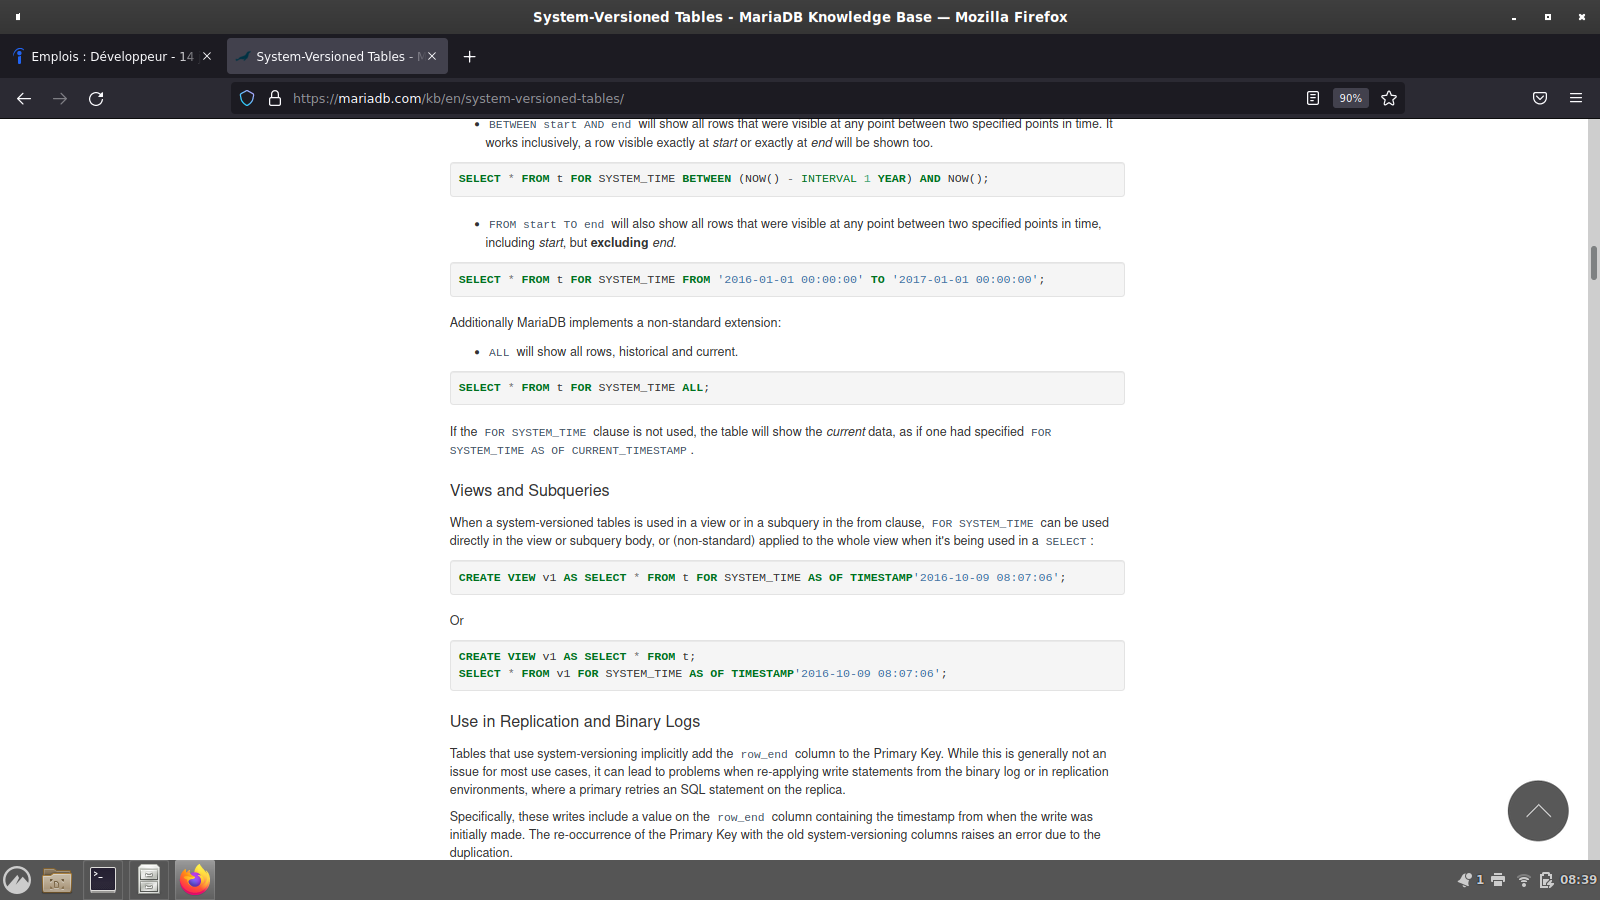 System-Versioned Tables - MariaDB Knowledge Base — Mozilla Firefox
Emplois : Développeur - 14
System-Versioned Tables -
https://mariadb.com/kb/en/system-versioned-tables/
90%
BETWEEN start AND end will show all rows that were visible at any point between two specified points in time. It
works inclusively, a row visible exactly at start or exactly at end will be shown too.
SELECT * FROM t FOR SYSTEM_TIME BETWEEN (NOW() - INTERVAL 1 YEAR) AND NOW();
FROM start TO end will also show all rows that were visible at any point between two specified points in time,
including start, but excluding end.
SELECT * FROM t FOR SYSTEM_TIME FROM '2016-01-01 00:00:00' TO '2017-01-01 00:00:00';
Additionally MariaDB implements a non-standard extension:
ALL will show all rows, historical and current.
SELECT * FROM t FOR SYSTEM_TIME ALL;
If the FOR SYSTEM_TIME clause is not used, the table will show the current data, as if one had specified FOR
SYSTEM_TIME AS OF CURRENT_TIMESTAMP.
Views and Subqueries
When a system-versioned tables is used in a view or in a subquery in the from clause, FOR SYSTEM_TIME can be used
directly in the view or subquery body, or (non-standard) applied to the whole view when it's being used in a SELECT:
CREATE VIEW v1 AS SELECT * FROM t FOR SYSTEM_TIME AS OF TIMESTAMP'2016-10-09 08:07:06';
Or
CREATE VIEW v1 AS SELECT * FROM t;
SELECT * FROM v1 FOR SYSTEM_TIME AS OF TIMESTAMP'2016-10-09 08:07:06';
Use in Replication and Binary Logs
Tables that use system-versioning implicitly add the row_end column to the Primary Key. While this is generally not an
issue for most use cases, it can lead to problems when re-applying write statements from the binary log or in replication
environments, where a primary retries an SQL statement on the replica.
Specifically, these writes include a value on the row_end column containing the timestamp from when the write was
initially made. The re-occurrence of the Primary Key with the old system-versioning columns raises an error due to the
duplication.
1
08:39